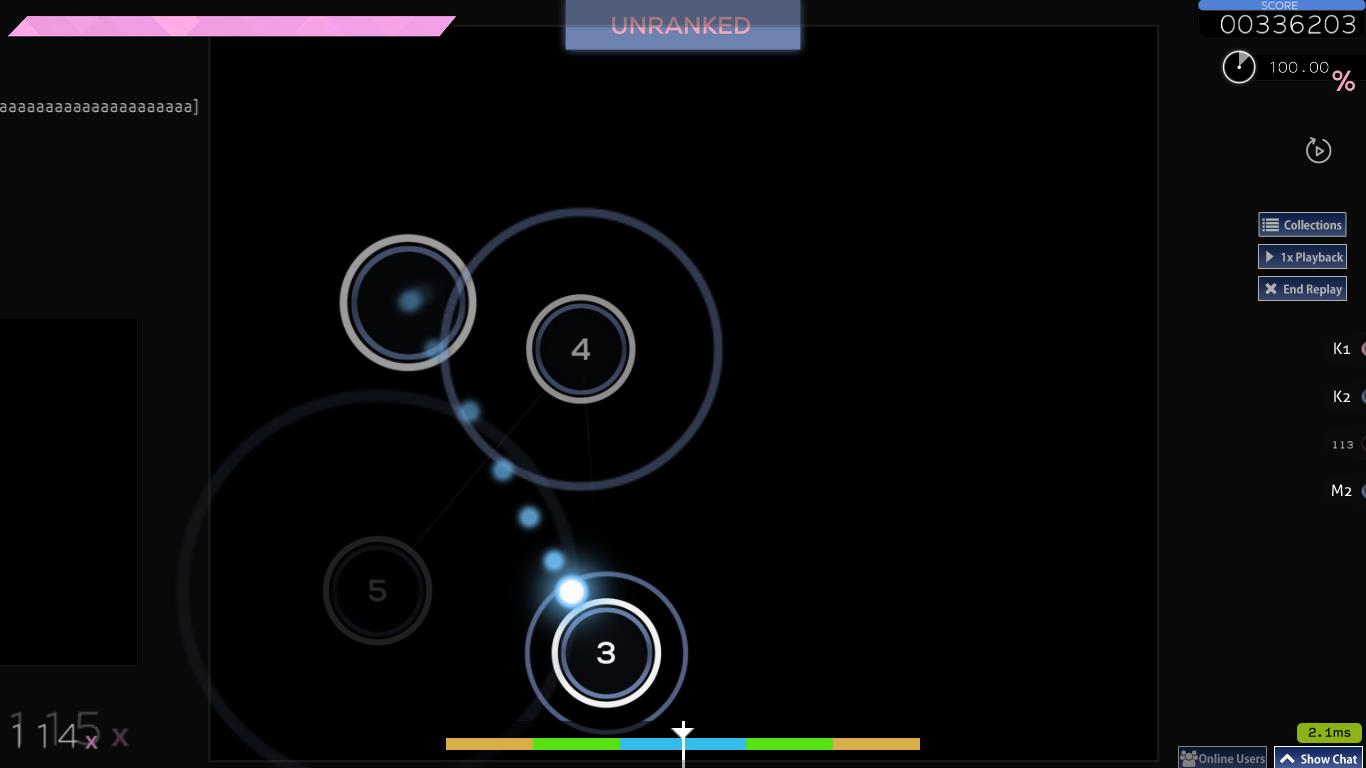 SCORE
00336203
UNRANKED
100.00%
aaaaaaaaaaaaaaaaaaaaa]
Collections
1x Playback
End Replay
4
K1
K2
113
M2
5
3
114x
2.1ms
Online Users
Show Chat